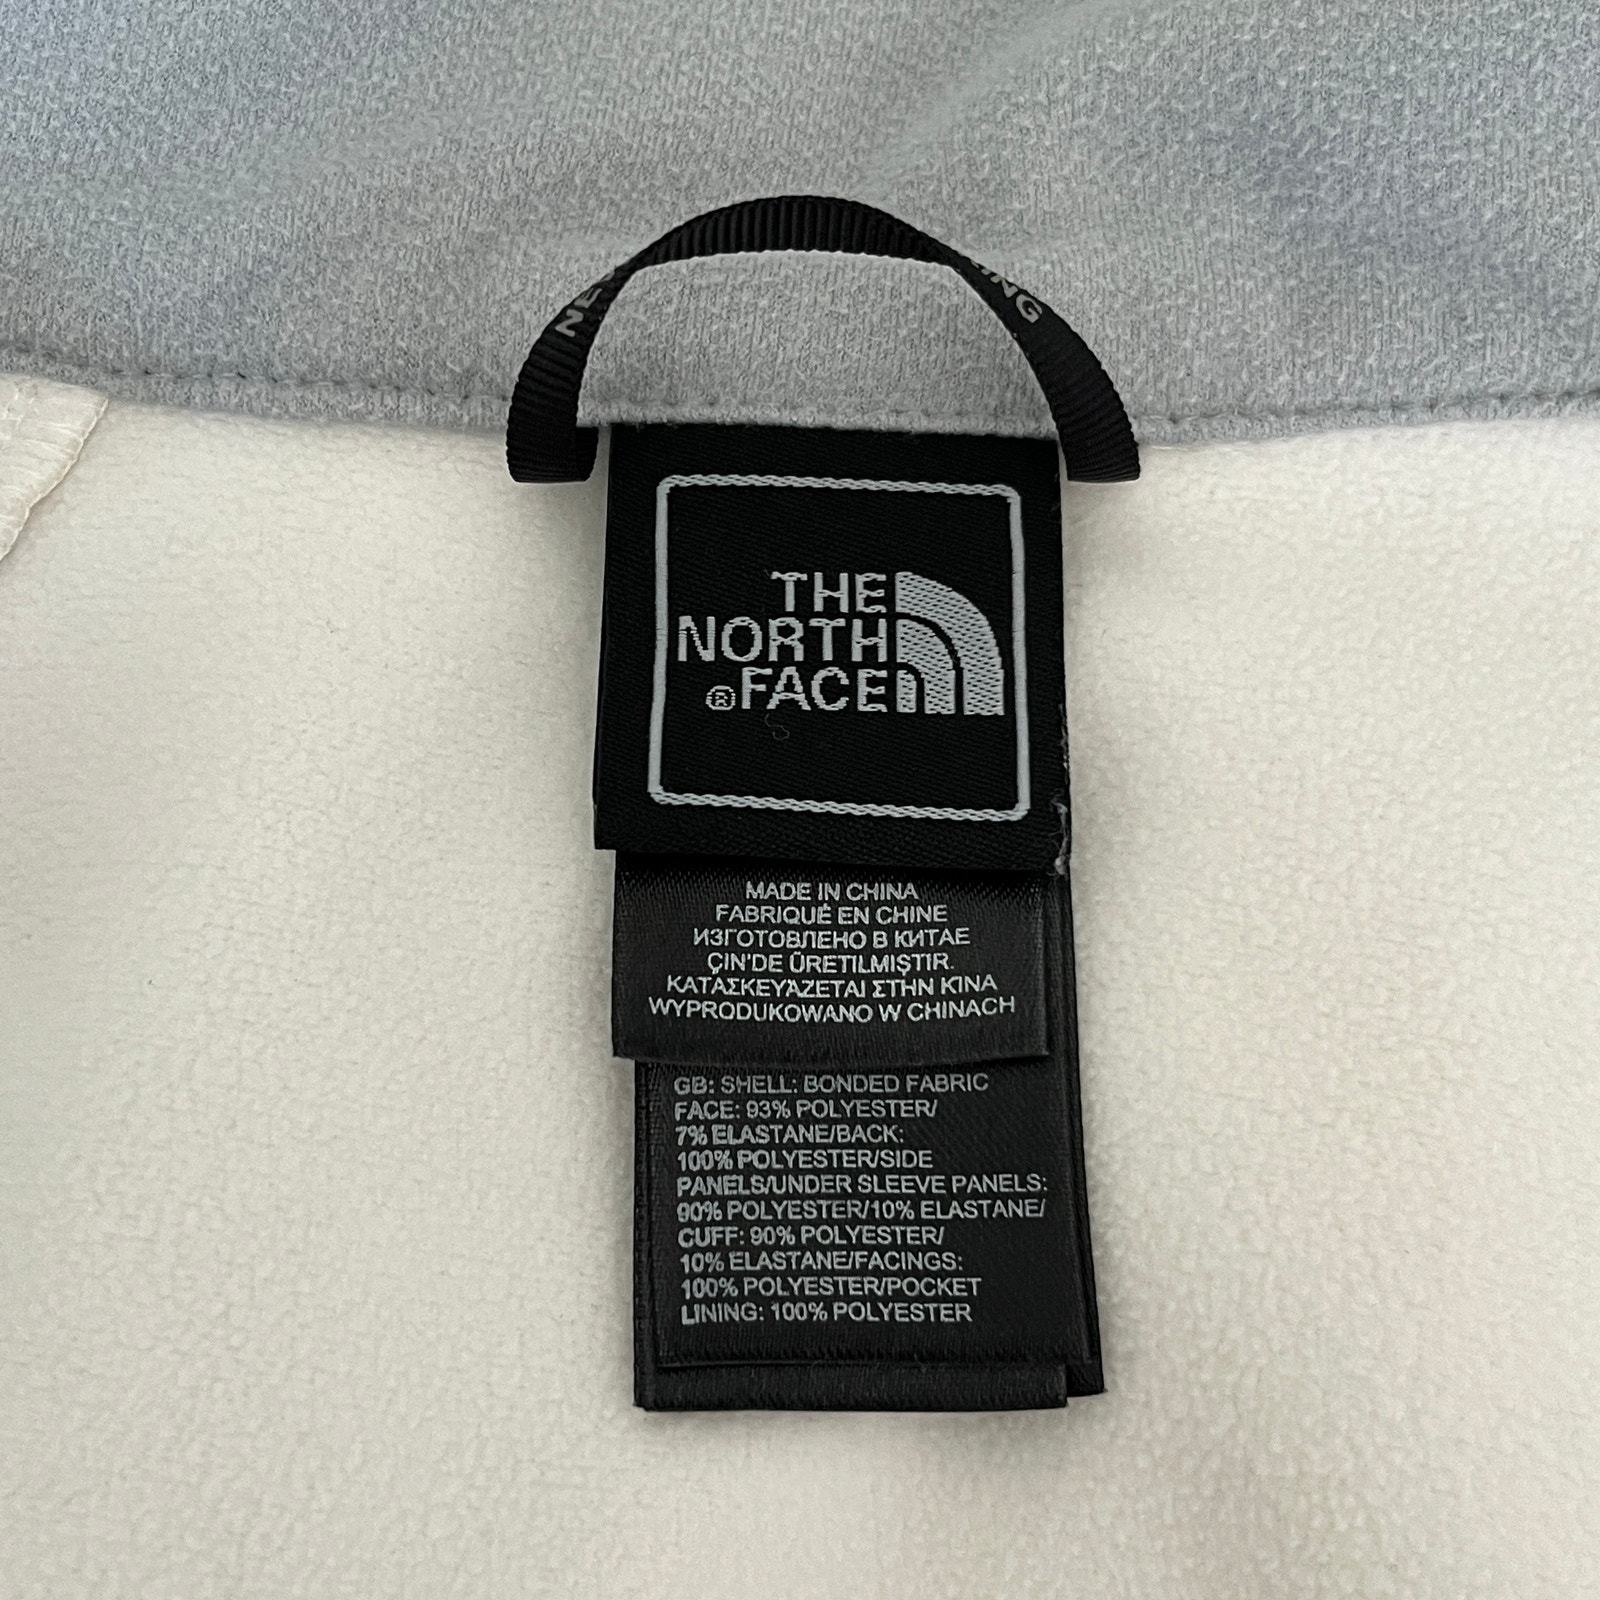 THE
NORTH
®FACE
MADE IN CHINA
FABRIQUÉ EN CHINE
ИЗГОТОВЛЕНО В КИТАЕ
ÇIN'DE ÜRETILMIŞTIR.
ΚΑΤΑΣΚΕΥΆΖΕΤΑΙ ΣΤΗΝ ΚΊΝΑ
WYPRODUKOWANO W CHINACH
GB: SHELL: BONDED FABRIC
FACE: 93% POLYESTER/
7% ELASTANE/BACK:
100% POLYESTER/SIDE
PANELS/UNDER SLEEVE PANELS:
90% POLYESTER/10% ELASTANE/
CUFF: 90% POLYESTER/
10% ELASTANE/FACINGS:
100% POLYESTER/POCKET
LINING: 100% POLYESTER